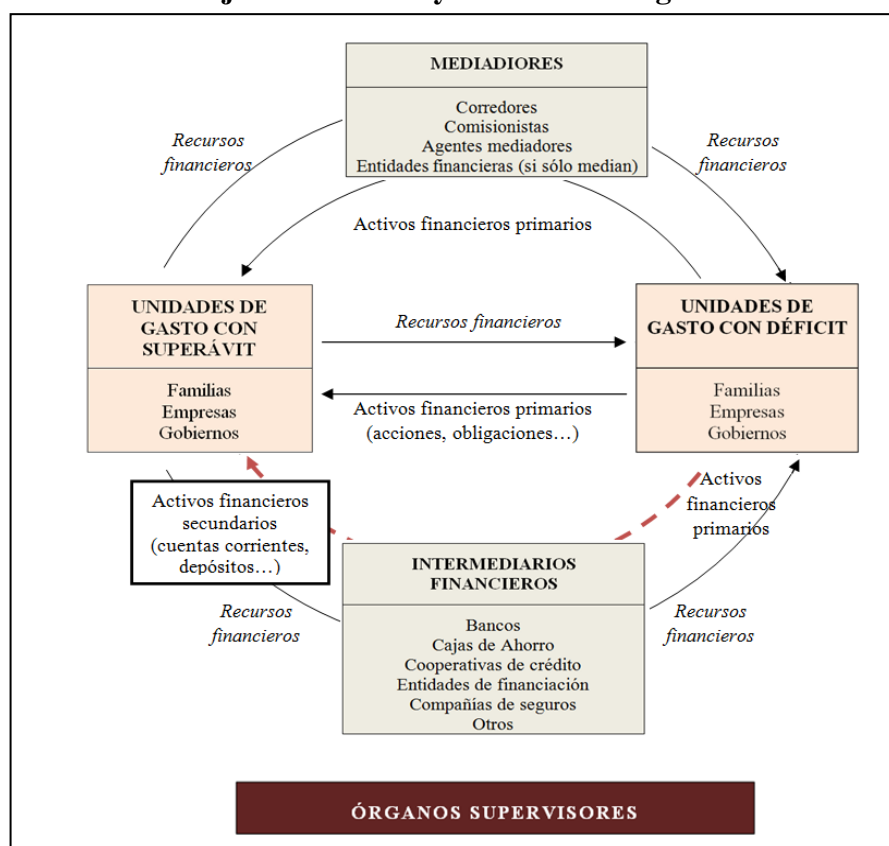 MEDIADIORES
Corredores
Comisionistas
Agentes mediadores
Entidades financieras (si sólo median)
Recursos
financieros
Recursos
financieros
Activos financieros primarios
UNIDADES DE
GASTO CON
SUPERÁVIT
Familias
Empresas
Gobiernos
Recursos financieros
Activos financieros primarios
(acciones, obligaciones…)
UNIDADES DE
GASTO CON DÉFICIT
Familias
Empresas
Gobiernos
Activos financieros
secundarios
(cuentas corrientes,
depósitos…)
Activos
financieros
primarios
INTERMEDIARIOS
FINANCIEROS
Bancos
Cajas de Ahorro
Cooperativas de crédito
Entidades de financiación
Compañías de seguros
Otros
Recursos
financieros
Recursos
financieros
ÓRGANOS SUPERVISORES